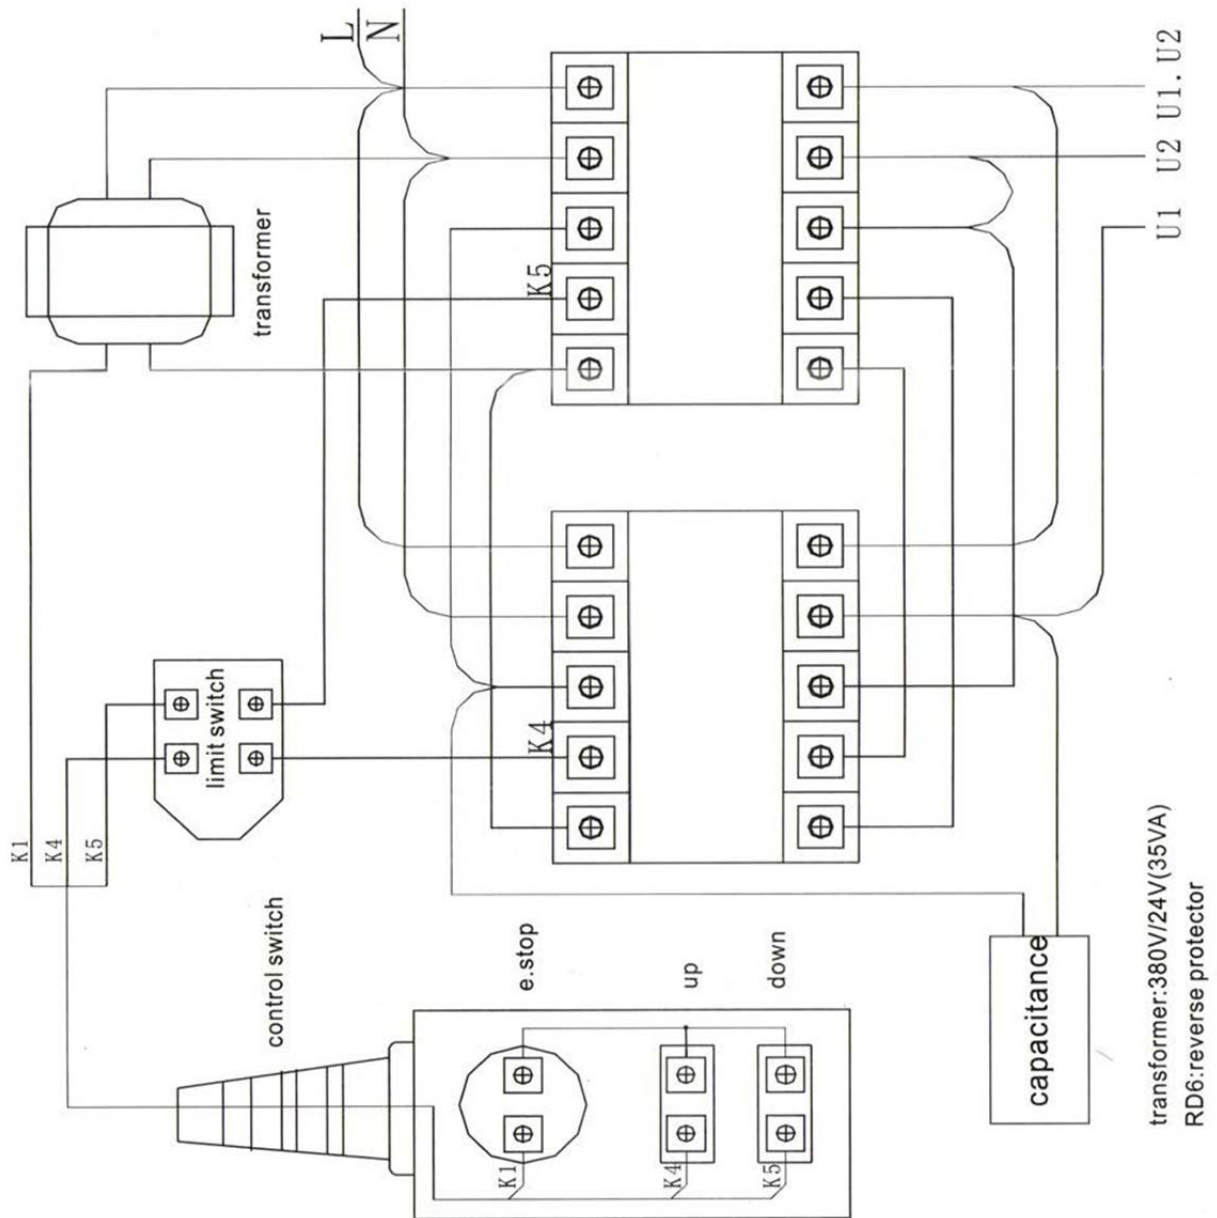 L
N
U1.U2
U2
U1
transformer
K5
limit switch
K4
K1
K4
K5
control switch
e.stop
up
down
K1
K4
K5
capacitance
transformer:380V/24V(35VA)
RD6:reverse protector